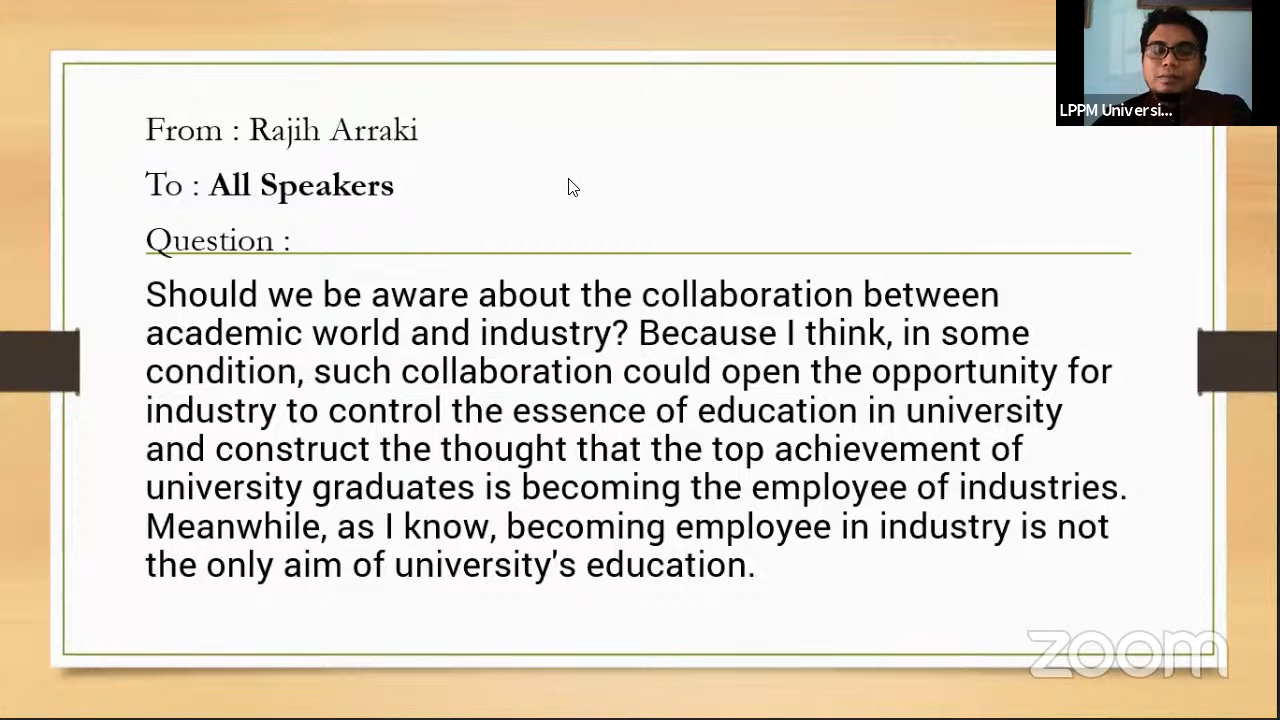 LPPM Universi...
From : Rajih Arraki
To : All Speakers
Question :
Should we be aware about the collaboration between
academic world and industry? Because I think, in some
condition, such collaboration could open the opportunity for
industry to control the essence of education in university
and construct the thought that the top achievement of
university graduates is becoming the employee of industries.
Meanwhile, as I know, becoming employee in industry is not
the only aim of university's education.
zoom